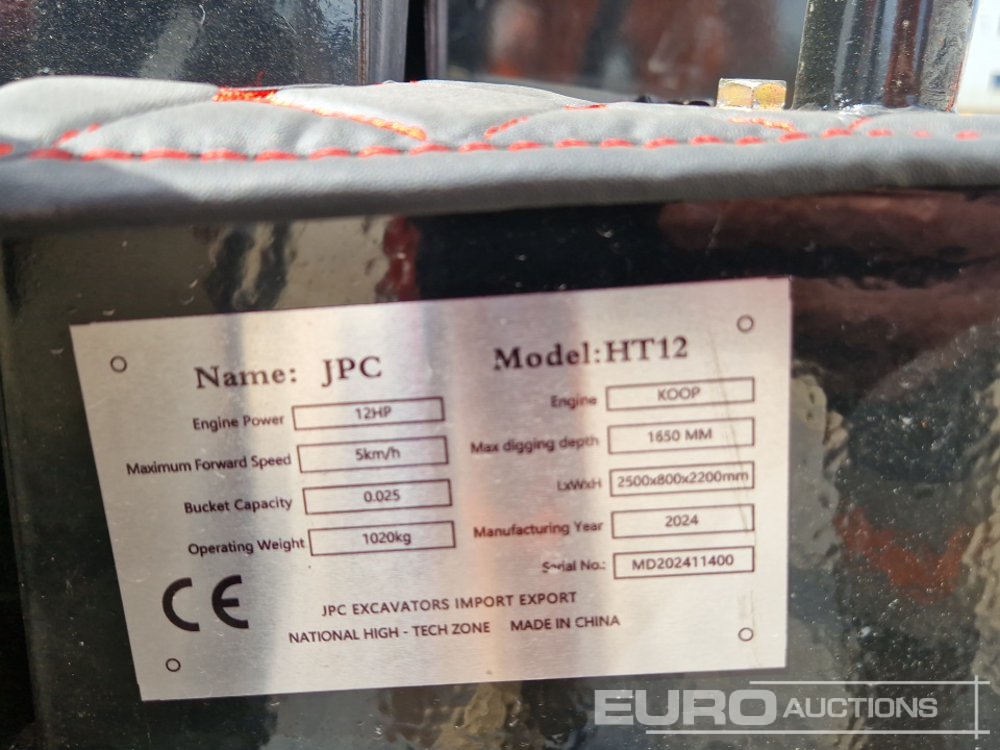 Name: JPC Model:HT12
Engine Power 12HP Engine KOOP
Maximum Forward Speed 5km/h Max digging depth 1650 MM
Bucket Capacity 0.025 LxWxH 2500x800x2200mm
Operating Weight 1020kg Manufacturing Year 2024
Serial No.: MD202411400
CE
JPC EXCAVATORS IMPORT EXPORT
NATIONAL HIGH - TECH ZONE MADE IN CHINA
EURO AUCTIONS